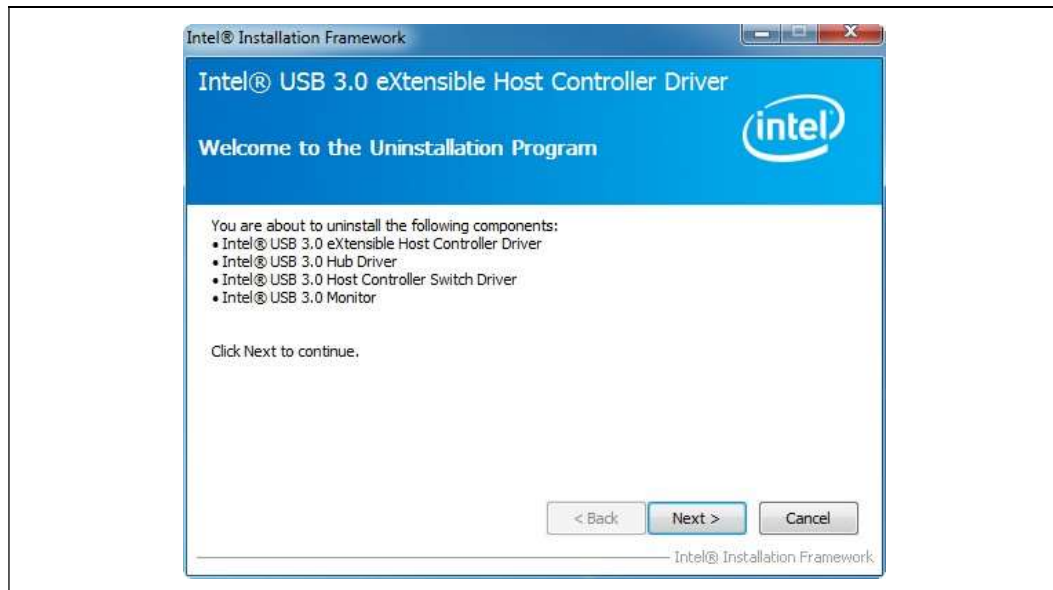 Intel® Installation Framework
Intel® USB 3.0 eXtensible Host Controller Driver
intel
Welcome to the Uninstallation Program
You are about to uninstall the following components:
• Intel® USB 3.0 eXtensible Host Controller Driver
• Intel® USB 3.0 Hub Driver
• Intel® USB 3.0 Host Controller Switch Driver
• Intel® USB 3.0 Monitor
Click Next to continue.
< Back Next > Cancel
Intel® Installation Framework